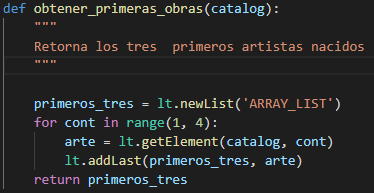 def obtener_primeras_obras(catalog):
    """
    Retorna los tres  primeros artistas nacidos
    """
    primeros_tres = lt.newList('ARRAY_LIST')
    for cont in range(1, 4):
        arte = lt.getElement(catalog, cont)
        lt.addLast(primeros_tres, arte)
    return primeros_tres